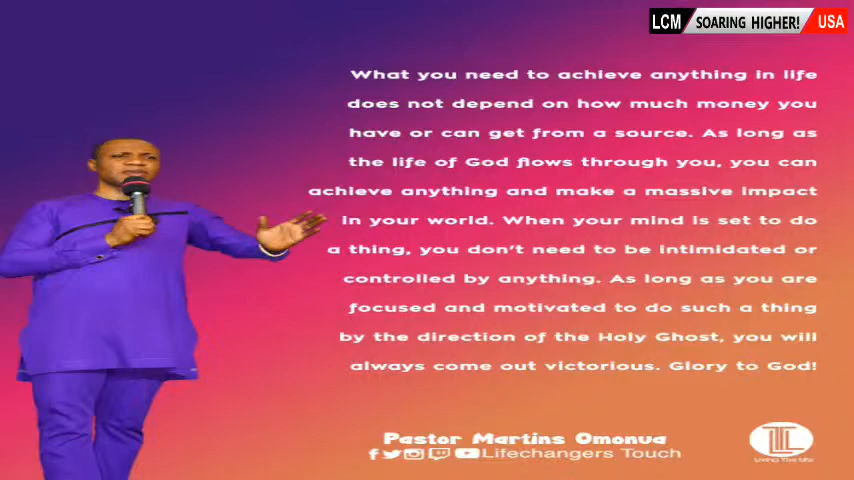 LCM SOARING HIGHER! USA
What you need to achieve anything in life
does not depend on how much money you
have or can get from a source. As long as
the life of God flows through you, you can
achieve anything and make a massive impact
in your world. When your mind is set to do
a thing, you don't need to be intimidated or
controlled by anything. As long as you are
focused and motivated to do such a thing
by the direction of the Holy Ghost, you will
always come out victorious. Glory to God!
Pastor Martins Omonua
Lifechangers Touch
Living The Life